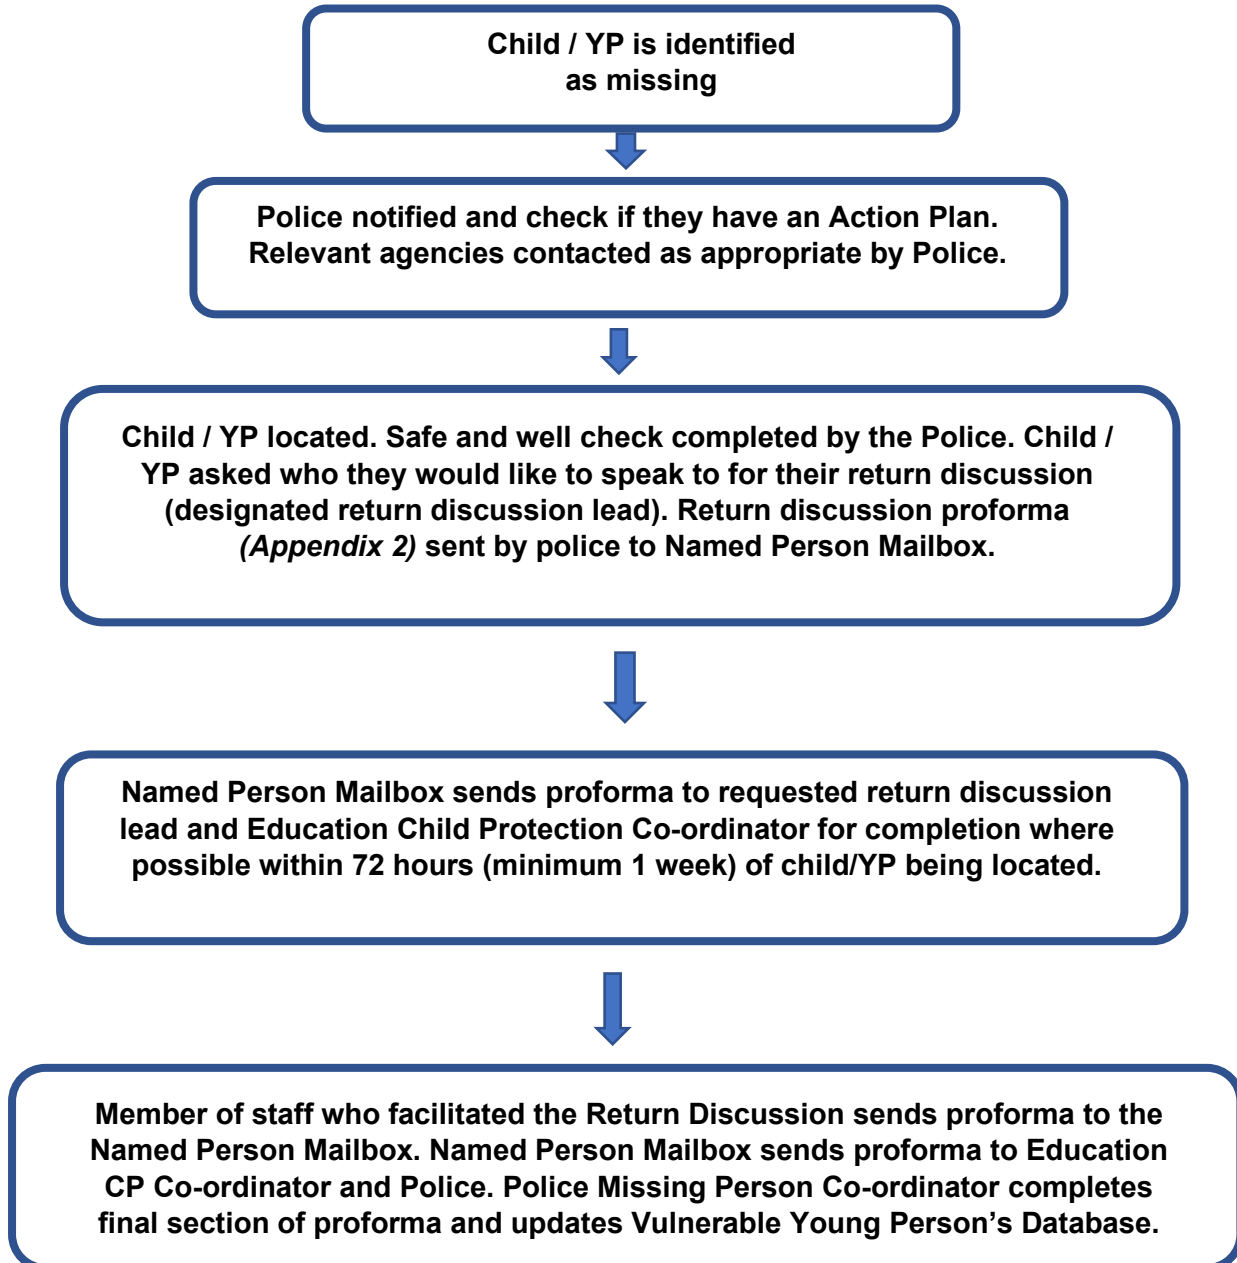 Child / YP is identified
as missing
Police notified and check if they have an Action Plan.
Relevant agencies contacted as appropriate by Police.
Child / YP located. Safe and well check completed by the Police. Child /
YP asked who they would like to speak to for their return discussion
(designated return discussion lead). Return discussion proforma
(Appendix 2) sent by police to Named Person Mailbox.
Named Person Mailbox sends proforma to requested return discussion
lead and Education Child Protection Co-ordinator for completion where
possible within 72 hours (minimum 1 week) of child/YP being located.
Member of staff who facilitated the Return Discussion sends proforma to the
Named Person Mailbox. Named Person Mailbox sends proforma to Education
CP Co-ordinator and Police. Police Missing Person Co-ordinator completes
final section of proforma and updates Vulnerable Young Person’s Database.